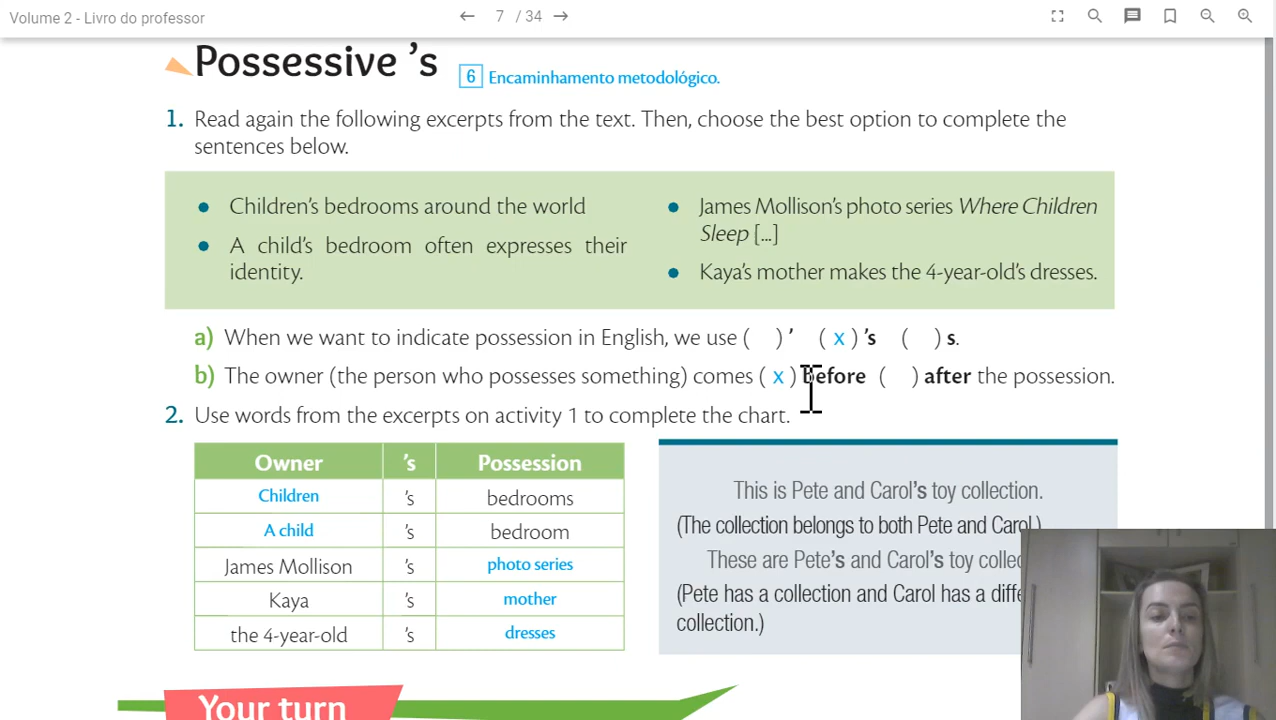 Volume 2 - Livro do professor
7 / 34
Possessive 's
6 Encaminhamento metodológico.
1. Read again the following excerpts from the text. Then, choose the best option to complete the
sentences below.
• Children's bedrooms around the world
• A child's bedroom often expresses their
identity.
• James Mollison's photo series Where Children
Sleep [...]
• Kaya's mother makes the 4-year-old's dresses.
a) When we want to indicate possession in English, we use ( ) ' ( x ) 's ( ) s.
b) The owner (the person who possesses something) comes ( x ) before ( ) after the possession.
2. Use words from the excerpts on activity 1 to complete the chart.
Owner 's Possession
Children 's bedrooms
A child 's bedroom
James Mollison 's photo series
Kaya 's mother
the 4-year-old 's dresses
This is Pete and Carol's toy collection.
(The collection belongs to both Pete and Carol.)
These are Pete's and Carol's toy
(Pete has a collection and Carol has a
collection.)
Your turn